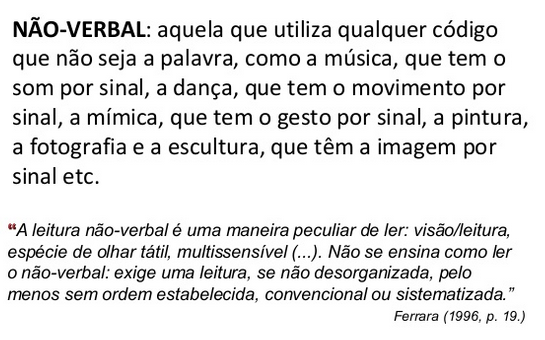 NÃO-VERBAL: aquela que utiliza qualquer código
que não seja a palavra, como a música, que tem o
som por sinal, a dança, que tem o movimento por
sinal, a mímica, que tem o gesto por sinal, a pintura,
a fotografia e a escultura, que têm a imagem por
sinal etc.
“A leitura não-verbal é uma maneira peculiar de ler: visão/leitura,
espécie de olhar tátil, multissensível (...). Não se ensina como ler
o não-verbal: exige uma leitura, se não desorganizada, pelo
menos sem ordem estabelecida, convencional ou sistematizada.”
Ferrara (1996, p. 19.)